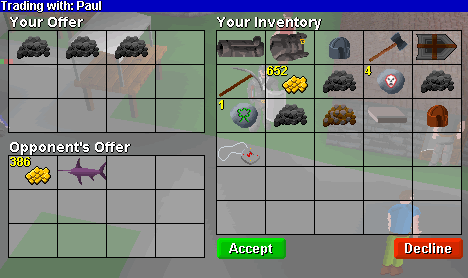 Trading with: Paul
Your Offer
Your Inventory
652
4
1
Opponent's Offer
386
Accept
Decline